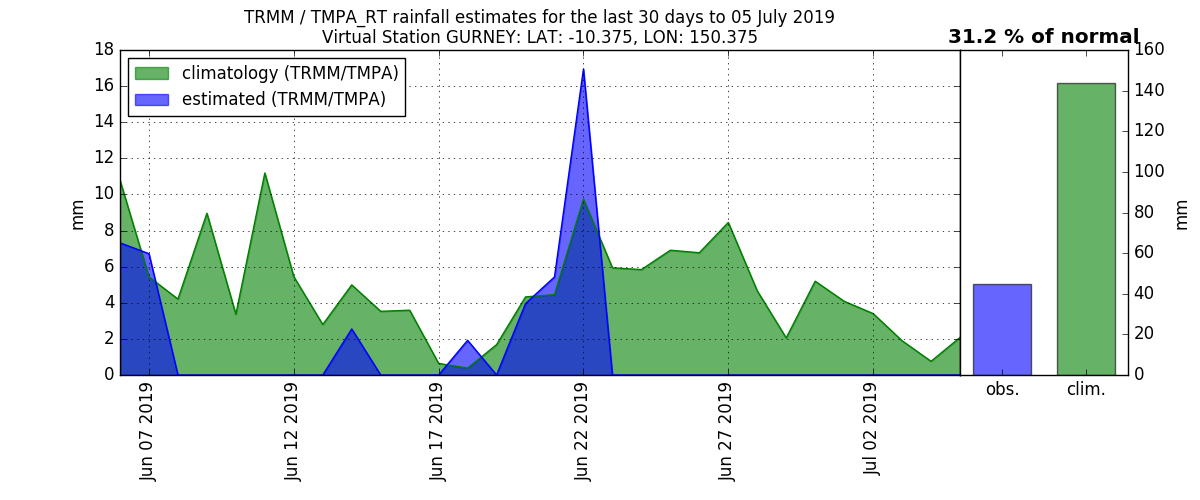 TRMM / TMPA_RT rainfall estimates for the last 30 days to 05 July 2019
Virtual Station GURNEY: LAT: -10.375, LON: 150.375
31.2 % of normal
climatology (TRMM/TMPA)
estimated (TRMM/TMPA)
18
16
14
12
10
8
6
4
2
0
mm
Jun 07 2019
Jun 12 2019
Jun 17 2019
Jun 22 2019
Jun 27 2019
Jul 02 2019
160
140
120
100
80
60
40
20
0
mm
obs.
clim.